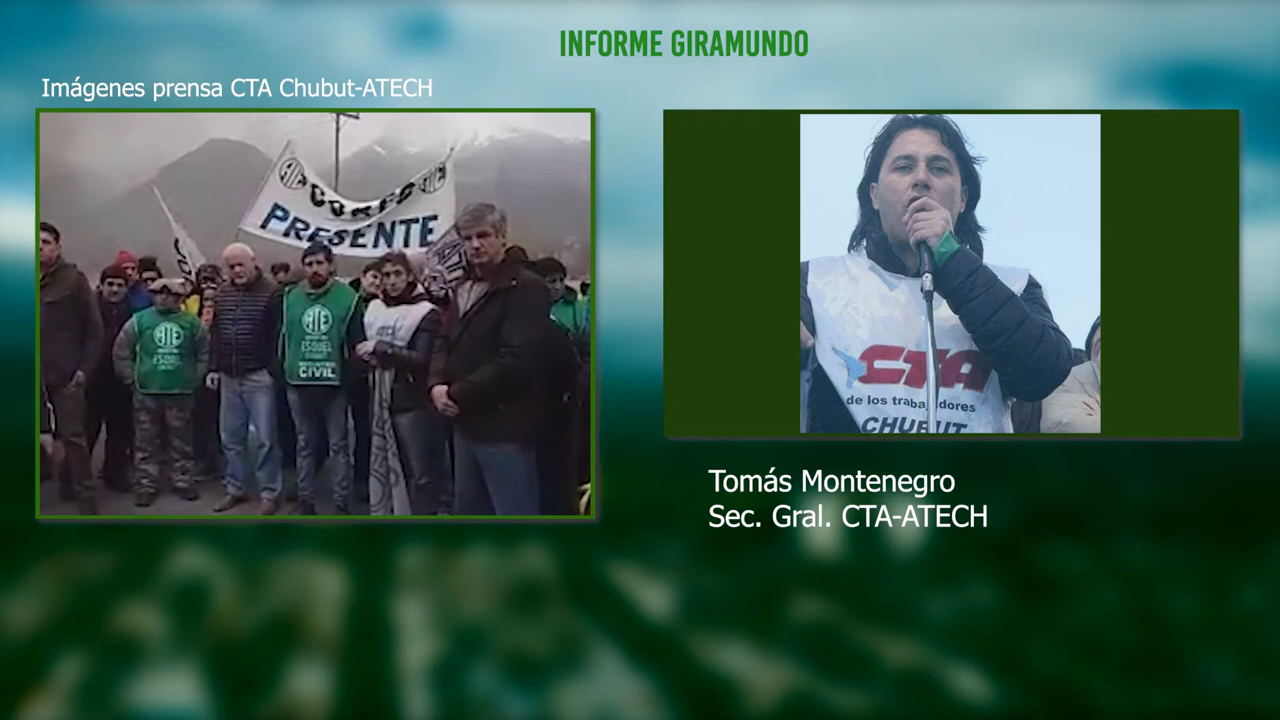 INFORME GIRAMUNDO
Imágenes prensa CTA Chubut-ATECH
PRESENTE
ATE
ESQUEL
ATE
ESQUEL
CIVIL
CTA
de los trabajadores
CHUBUT
Tomás Montenegro
Sec. Gral. CTA-ATECH